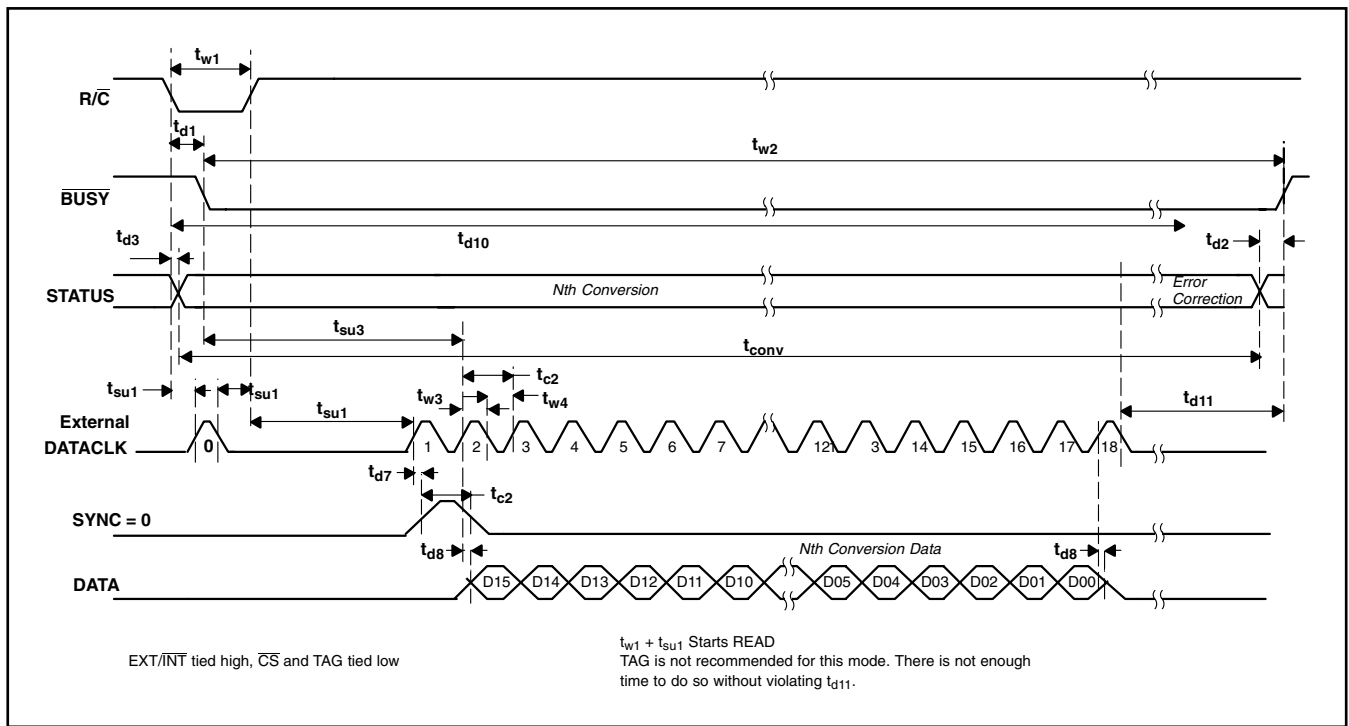 tw1
R/C
td1
tw2
BUSY
td3
td10
td2
STATUS
Nth Conversion
Error
Correction
tsu3
tconv
tc2
tsu1
tsu1
tw3
tw4
tsu1
td11
External
DATACLK
0
1
2
3
4
5
6
7
12
3
14
15
16
17
18
td7
tc2
SYNC = 0
td8
Nth Conversion Data
td8
DATA
D15
D14
D13
D12
D11
D10
D05
D04
D03
D02
D01
D00
EXT/INT tied high, CS and TAG tied low
tw1 + tsu1 Starts READ
TAG is not recommended for this mode. There is not enough
time to do so without violating td11.